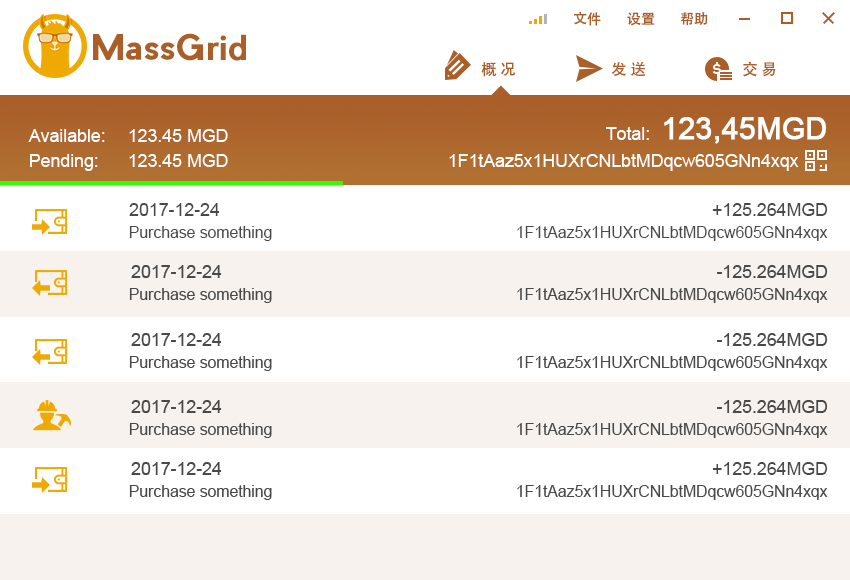 文件 设置 帮助
MassGrid
概况 发送 交易
Available: 123.45 MGD
Total: 123,45MGD
Pending: 123.45 MGD
1F1tAaz5x1HUXrCNLbtMDqcw605GNn4xqx
2017-12-24 +125.264MGD
Purchase something 1F1tAaz5x1HUXrCNLbtMDqcw605GNn4xqx
2017-12-24 -125.264MGD
Purchase something 1F1tAaz5x1HUXrCNLbtMDqcw605GNn4xqx
2017-12-24 -125.264MGD
Purchase something 1F1tAaz5x1HUXrCNLbtMDqcw605GNn4xqx
2017-12-24 -125.264MGD
Purchase something 1F1tAaz5x1HUXrCNLbtMDqcw605GNn4xqx
2017-12-24 +125.264MGD
Purchase something 1F1tAaz5x1HUXrCNLbtMDqcw605GNn4xqx